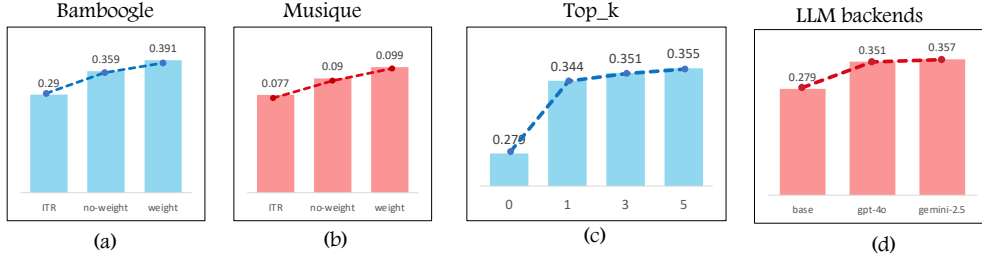 Bamboogle
0.29
0.359
0.391
ITR
no-weight
weight
(a)
Musique
0.077
0.09
0.099
ITR
no-weight
weight
(b)
Top_k
0.279
0.344
0.351
0.355
0
1
3
5
(c)
LLM backends
0.279
0.351
0.357
base
gpt-4o
gemini-2.5
(d)